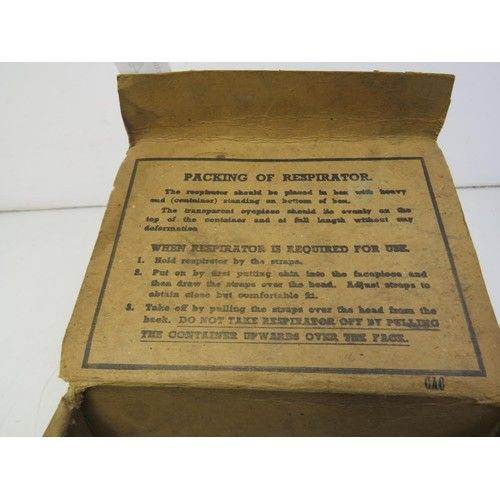 PACKING OF RESPIRATOR.
The respirator should be placed in box with heavy
end (container) standing on bottom of box.
The transparent eyepiece should lie evenly on the
top of the container and at full length without any
deformation.
WHEN RESPIRATOR IS REQUIRED FOR USE.
1. Hold respirator by the straps.
2. Put on by first putting chin into the facepiece and
then draw the straps over the head. Adjust straps to
obtain close but comfortable fit.
3. Take off by pulling the straps over the head from the
back. DO NOT TAKE RESPIRATOR OFF BY PULLING
THE CONTAINER UPWARDS OVER THE FACE.